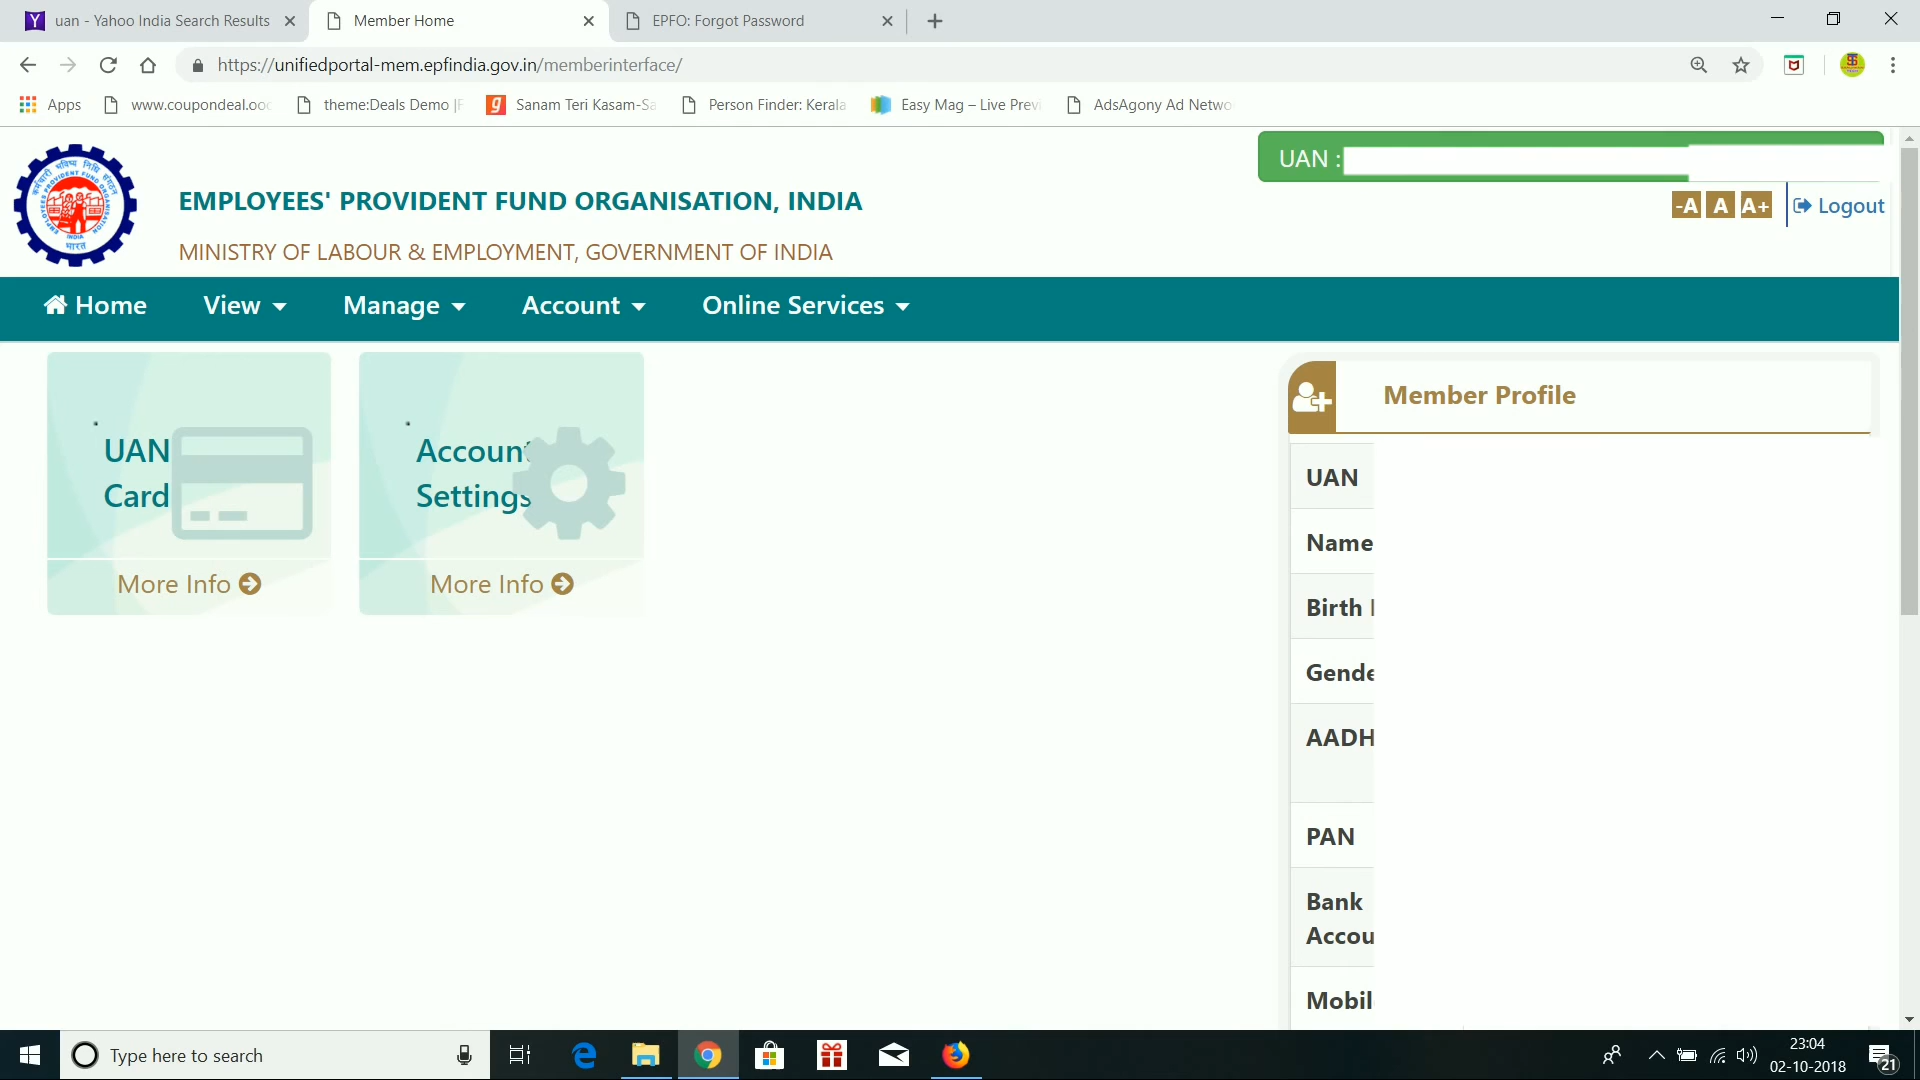 uan - Yahoo India Search Results
Member Home
EPFO: Forgot Password
https://unifiedportal-mem.epfindia.gov.in/memberinterface/
Apps
www.coupondeal.ooc
theme:Deals Demo |F
Sanam Teri Kasam-Sa
Person Finder: Kerala
Easy Mag – Live Previ
AdsAgony Ad Netwo
UAN :
EMPLOYEES' PROVIDENT FUND ORGANISATION, INDIA
-A A A+ Logout
MINISTRY OF LABOUR & EMPLOYMENT, GOVERNMENT OF INDIA
Home View Manage Account Online Services
UAN
Card
More Info
Account
Settings
More Info
Member Profile
UAN
Name
Birth
Gende
AADH
PAN
Bank
Accou
Mobil
Type here to search
23:04
02-10-2018
21